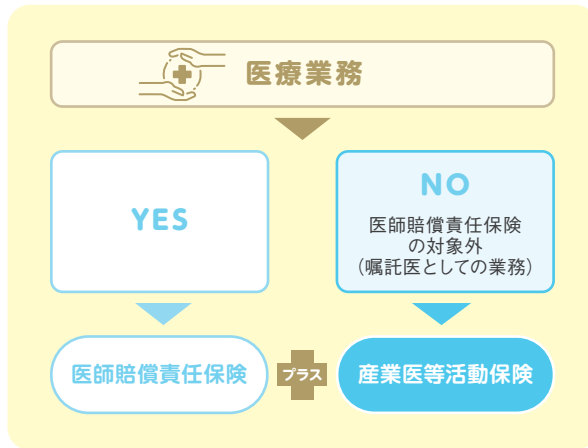 医療業務
YES
NO
医師賠償責任保険
の対象外
（嘱託医としての業務）
医師賠償責任保険
プラス
産業医等活動保険